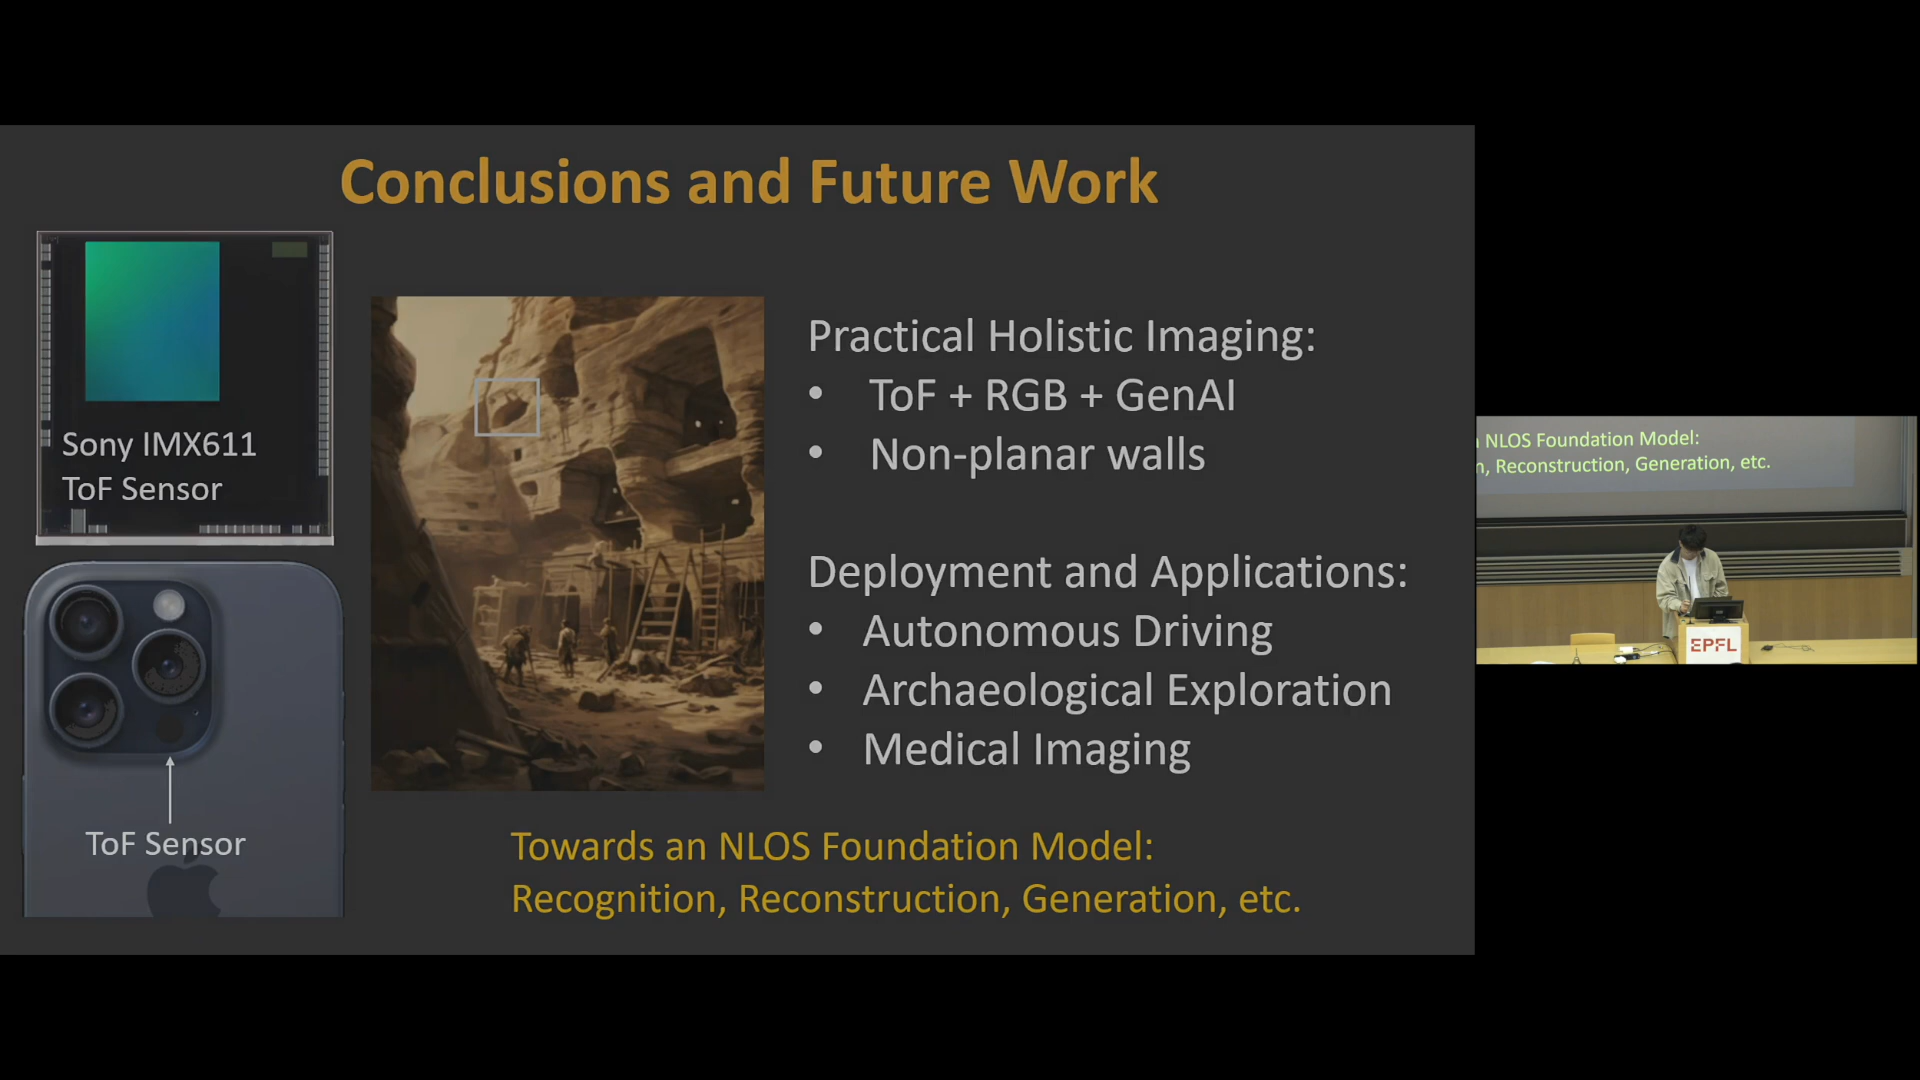 Conclusions and Future Work
Sony IMX611
ToF Sensor
ToF Sensor
Practical Holistic Imaging:
• ToF + RGB + GenAI
• Non-planar walls
Deployment and Applications:
• Autonomous Driving
• Archaeological Exploration
• Medical Imaging
Towards an NLOS Foundation Model:
Recognition, Reconstruction, Generation, etc.
NLOS Foundation Model:
Reconstruction, Generation, etc.
EPFL